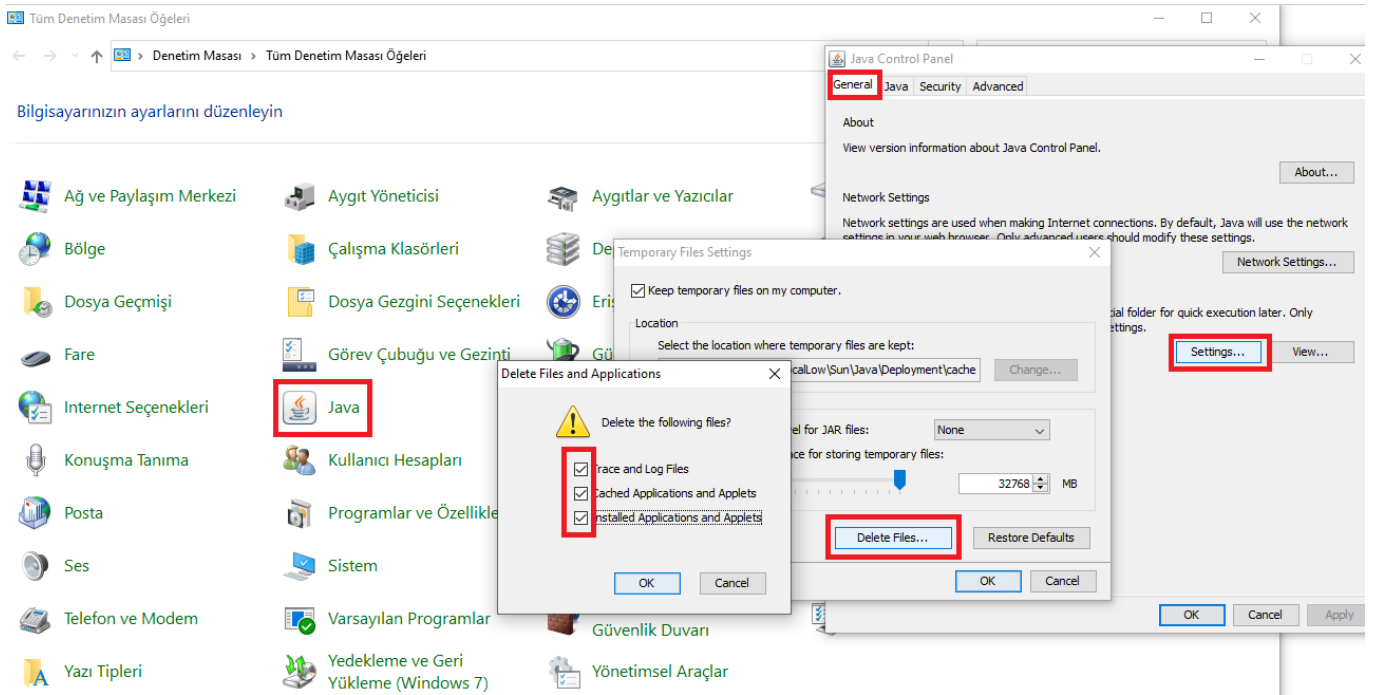 Tüm Denetim Masası Öğeleri
Denetim Masası > Tüm Denetim Masası Öğeleri
Bilgisayarınızın ayarlarını düzenleyin
Ağ ve Paylaşım Merkezi
Aygıt Yöneticisi
Aygıtlar ve Yazıcılar
Bölge
Çalışma Klasörleri
Dosya Geçmişi
Dosya Gezgini Seçenekleri
Fare
Görev Çubuğu ve Gezinti
Internet Seçenekleri
Java
Konuşma Tanıma
Kullanıcı Hesapları
Posta
Programlar ve Özellikle
Ses
Sistem
Telefon ve Modem
Varsayılan Programlar
Güvenlik Duvarı
Yazı Tipleri
Yedekleme ve Geri
Yükleme (Windows 7)
Yönetimsel Araçlar
Java Control Panel
General Java Security Advanced
About
View version information about Java Control Panel.
About...
Network Settings
Network settings are used when making Internet connections. By default, Java will use the network
settings in your web browser. Only advanced users should modify these settings.
Network Settings...
folder for quick execution later. Only
Settings... View...
OK Cancel Apply
Temporary Files Settings
Keep temporary files on my computer.
Location
Select the location where temporary files are kept:
calLow\Sun\Java\Deployment\cache Change...
for JAR files: None
for storing temporary files:
32768 MB
Delete Files... Restore Defaults
OK Cancel
Delete Files and Applications
Delete the following files?
Trace and Log Files
Cached Applications and Applets
Installed Applications and Applets
OK Cancel